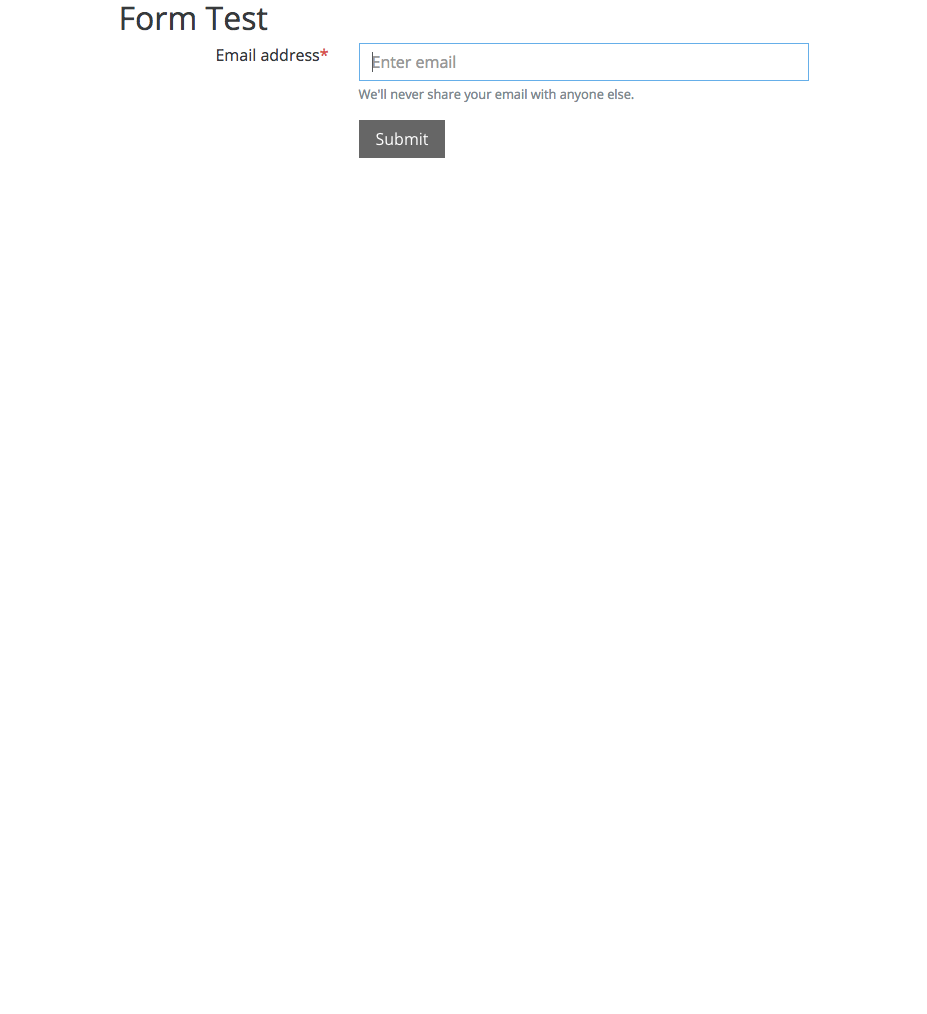 Form Test
Email address*
Enter email
We'll never share your email with anyone else.
Submit